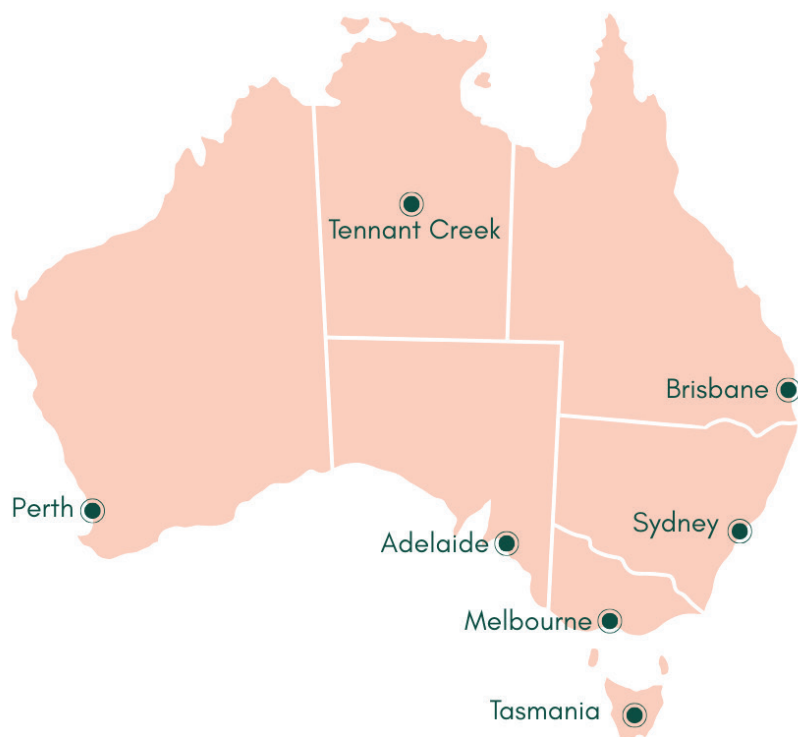 Tennant Creek
Brisbane
Perth
Sydney
Adelaide
Melbourne
Tasmania